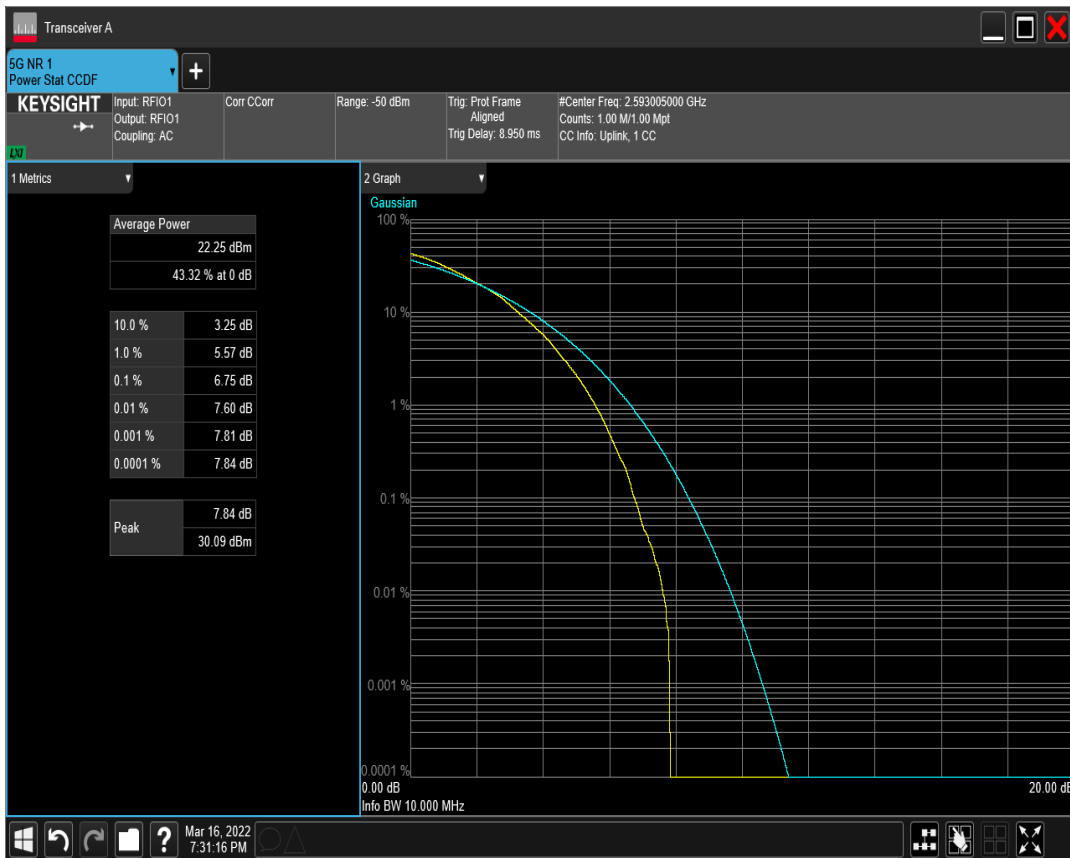 Transceiver A
5G NR 1
Power Stat CCDF
KEYSIGHT
LXI
Input: RFIO1
Output: RFIO1
Coupling: AC
Corr CCorr
Range: -50 dBm
Trig: Prot Frame
Aligned
Trig Delay: 8.950 ms
#Center Freq: 2.593005000 GHz
Counts: 1.00 M/1.00 Mpt
CC Info: Uplink, 1 CC
1 Metrics
Average Power
22.25 dBm
43.32 % at 0 dB
10.0 % 3.25 dB
1.0 % 5.57 dB
0.1 % 6.75 dB
0.01 % 7.60 dB
0.001 % 7.81 dB
0.0001 % 7.84 dB
Peak
7.84 dB
30.09 dBm
2 Graph
Gaussian
100 %
10 %
1 %
0.1 %
0.01 %
0.001 %
0.0001 %
0.00 dB 20.00 dB
Info BW 10.000 MHz
?
Mar 16, 2022
7:31:16 PM